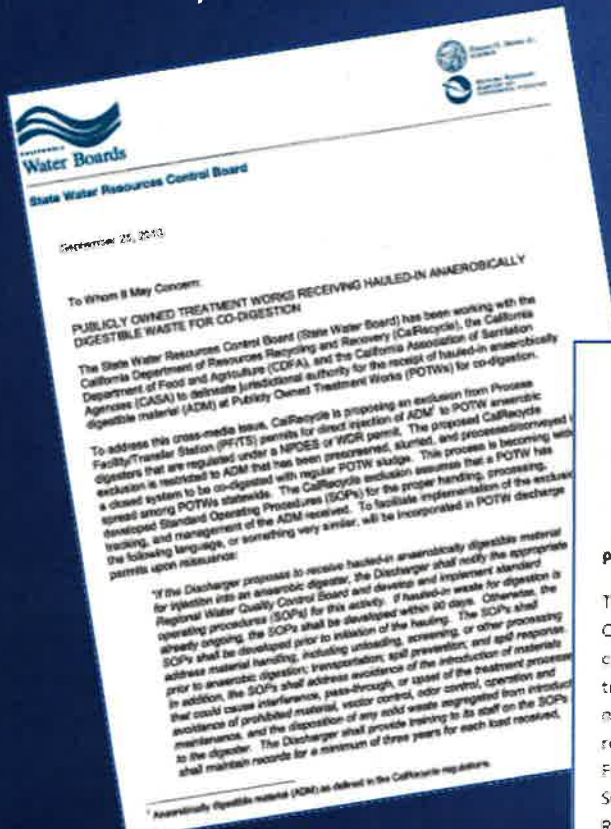 CALIFORNIA
Water Boards
State Water Resources Control Board
September 25, 2013
To Whom It May Concern:
PUBLICLY OWNED TREATMENT WORKS RECEIVING HAULED-IN ANAEROBICALLY
DIGESTIBLE WASTE FOR CO-DIGESTION
The State Water Resources Control Board (State Water Board) has been working with the
California Department of Resources Recycling and Recovery (CalRecycle), the California
Department of Food and Agriculture (CDFA), and the California Association of Sanitation
Agencies (CASA) to delineate jurisdictional authority for the receipt of hauled-in anaerobically
digestible material (ADM) at Publicly Owned Treatment Works (POTWs) for co-digestion.
To address this cross-media issue, CalRecycle is proposing an exclusion from Process
Facility/Transfer Station (PF/TS) permits for direct injection of ADM¹ to POTW anaerobic
digesters that are regulated under a NPDES or WDR permit. The proposed CalRecycle
exclusion is restricted to ADM that has been prescreened, slurried, and processed/conveyed
a closed system to be co-digested with regular POTW sludge. This process is becoming
spread among POTWs statewide. The CalRecycle exclusion assumes that a POTW has
developed Standard Operating Procedures (SOPs) for the proper handling, processing,
tracking, and management of the ADM received. To facilitate implementation of the
the following language, or something very similar, will be incorporated in POTW discharge
permits upon reissuance:
"If the Discharger proposes to receive hauled-in anaerobically digestible material
for injection into an anaerobic digester, the Discharger shall notify the appropriate
Regional Water Quality Control Board and develop and implement standard
operating procedures (SOPs) for this activity. If hauled-in waste for digestion is
already ongoing, the SOPs shall be developed within 90 days. Otherwise, the
SOPs shall be developed prior to initiation of the hauling. The SOPs shall
address material handling, including unloading, screening, or other processing
prior to anaerobic digestion; transportation; spill prevention; and spill response.
In addition, the SOPs shall address avoidance of the introduction of materials
that could cause interference, pass-through, or upset of the treatment
avoidance of prohibited material, vector control, odor control, operation and
maintenance, and the disposition of any solid waste segregated from
to the digester. The Discharger shall provide training to its staff on the SOPs
shall maintain records for a minimum of three years for each load received,
¹ Anaerobically digestible material (ADM) as defined in the CalRecycle regulations.